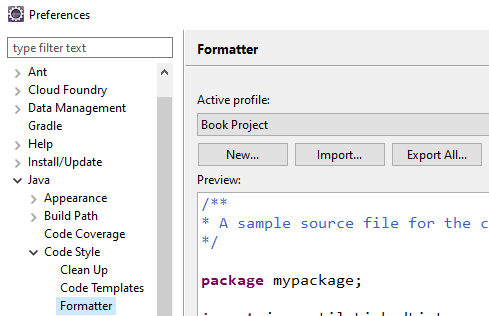 Preferences
type filter text
Ant
Cloud Foundry
Data Management
Gradle
Help
Install/Update
Java
Appearance
Build Path
Code Coverage
Code Style
Clean Up
Code Templates
Formatter
Formatter
Active profile:
Book Project
New... Import... Export All...
Preview:
/**
* A sample source file for the c
*/
package mypackage;